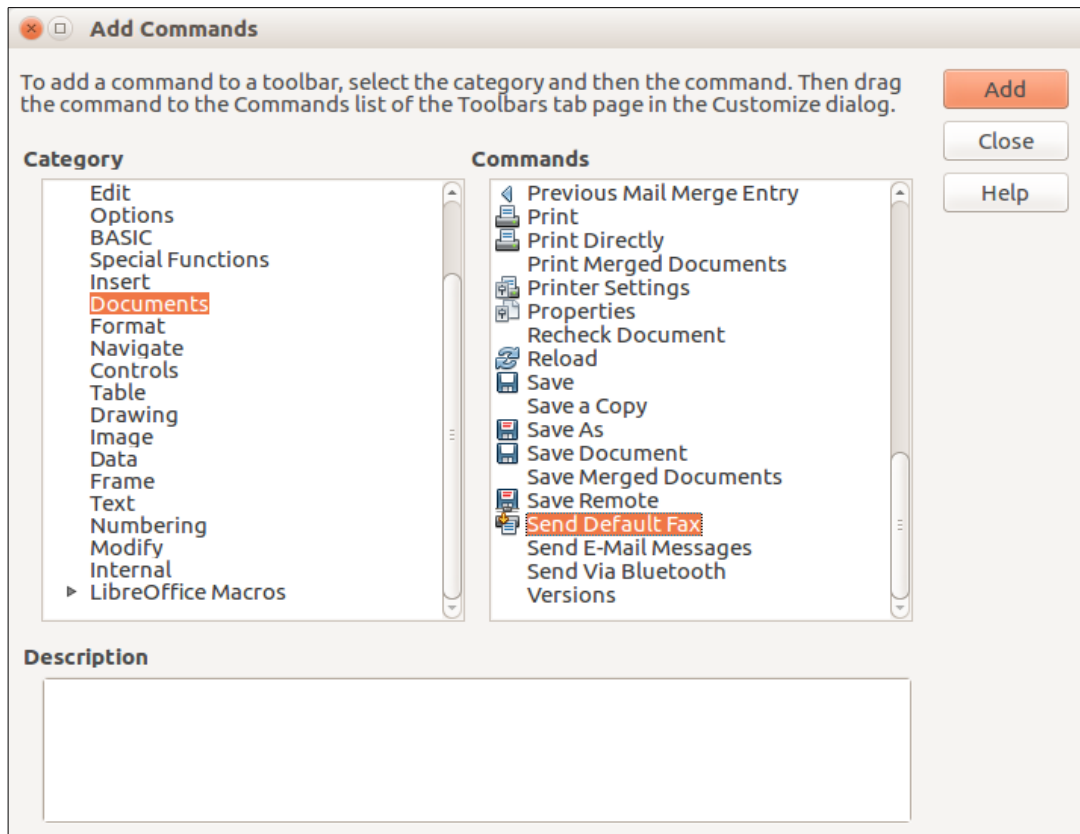 Add Commands
To add a command to a toolbar, select the category and then the command. Then drag
the command to the Commands list of the Toolbars tab page in the Customize dialog.
Add
Close
Help
Category
Edit
Options
BASIC
Special Functions
Insert
Documents
Format
Navigate
Controls
Table
Drawing
Image
Data
Frame
Text
Numbering
Modify
Internal
LibreOffice Macros
Commands
Previous Mail Merge Entry
Print
Print Directly
Print Merged Documents
Printer Settings
Properties
Recheck Document
Reload
Save
Save a Copy
Save As
Save Document
Save Merged Documents
Save Remote
Send Default Fax
Send E-Mail Messages
Send Via Bluetooth
Versions
Description